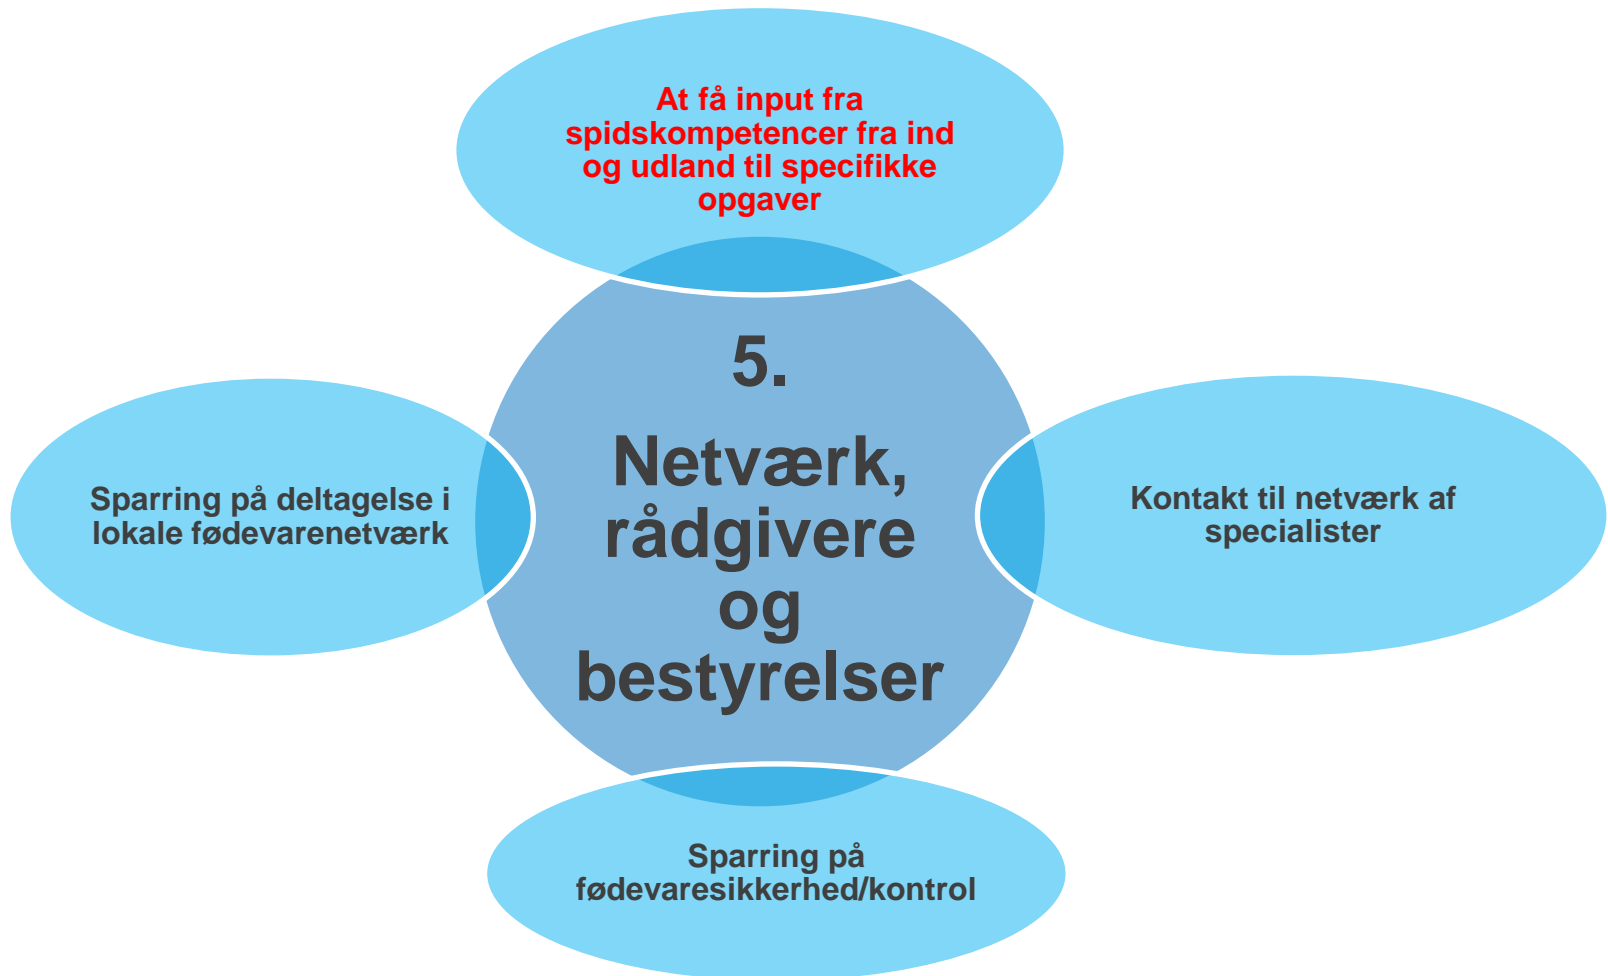 At få input fra
spidskompetencer fra ind
og udland til specifikke
opgaver
5.
Netværk,
rådgivere
og
bestyrelser
Sparring på deltagelse i
lokale fødevarenetværk
Kontakt til netværk af
specialister
Sparring på
fødevaresikkerhed/kontrol